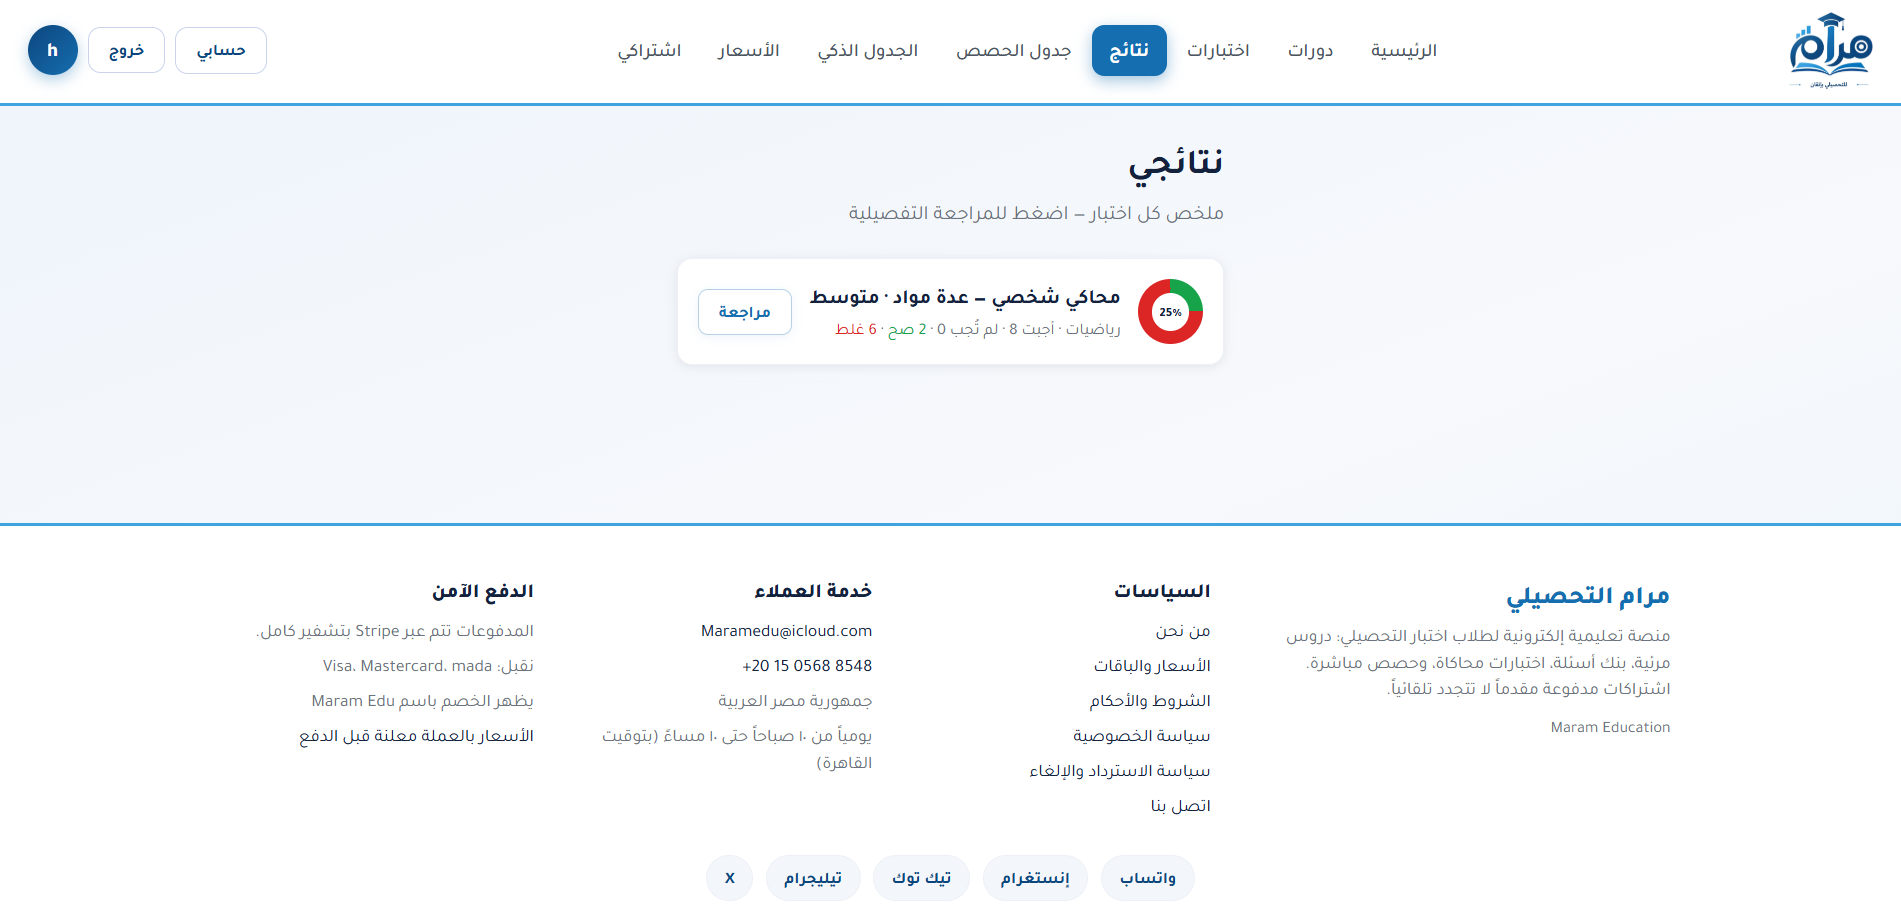 مرام
للتحصيلي وإتقان
الرئيسية
دورات
اختبارات
نتائج
جدول الحصص
الجدول الذكي
الأسعار
اشتراكي
حسابي
خروج
h
نتائجي
ملخص كل اختبار – اضغط للمراجعة التفصيلية
25%
محاكي شخصي – عدة مواد · متوسط
رياضيات · أجبت 8 · لم تُجب 0 · 2 صح · 6 غلط
مراجعة
مرام التحصيلي
منصة تعليمية إلكترونية لطلاب اختبار التحصيلي: دروس
مرئية، بنك أسئلة، اختبارات محاكاة، وحصص مباشرة.
اشتراكات مدفوعة مقدماً لا تتجدد تلقائياً.
Maram Education
السياسات
من نحن
الأسعار والباقات
الشروط والأحكام
سياسة الخصوصية
سياسة الاسترداد والإلغاء
اتصل بنا
خدمة العملاء
Maramedu@icloud.com
+20 15 0568 8548
جمهورية مصر العربية
يومياً من ١٠ صباحاً حتى ١٠ مساءً (بتوقيت
القاهرة)
الدفع الآمن
المدفوعات تتم عبر Stripe بتشفير كامل.
نقبل: Visa، Mastercard، mada
يظهر الخصم باسم Maram Edu
الأسعار بالعملة معلنة قبل الدفع
واتساب
إنستغرام
تيك توك
تيليجرام
X